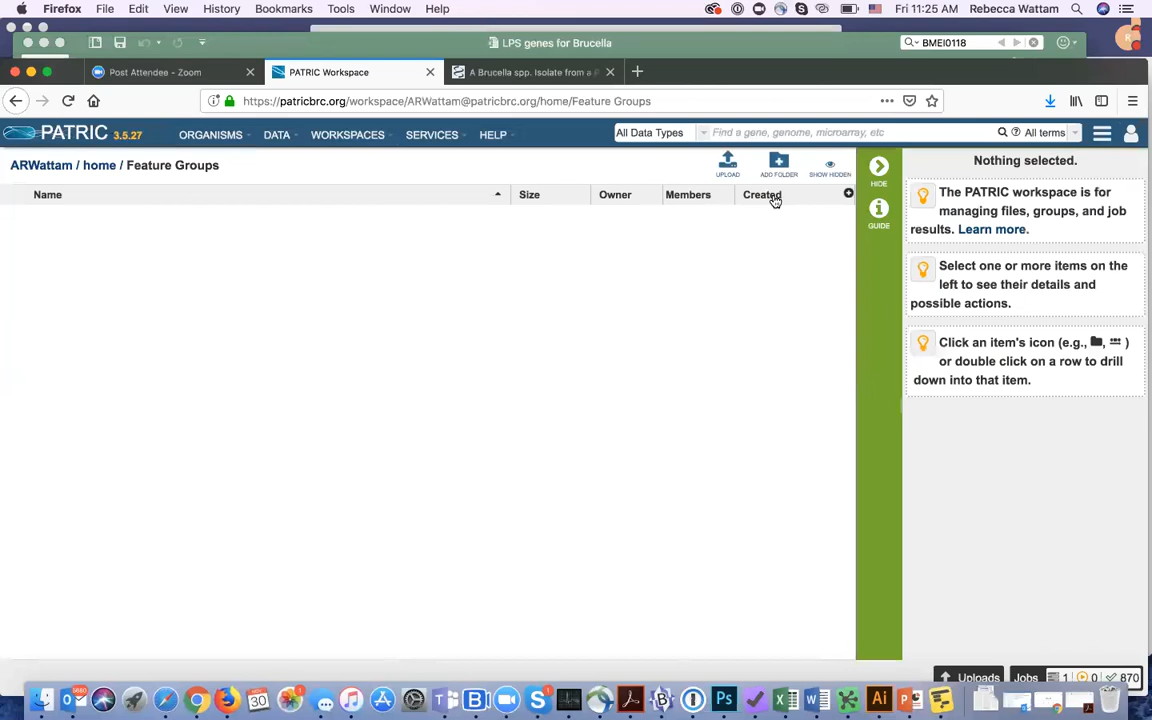 Firefox File Edit View History Bookmarks Tools Window Help Fri 11:25 AM Rebecca Wattam
LPS genes for Brucella BMEI0118
Post Attendee - Zoom PATRIC Workspace A Brucella spp. Isolate from a P
https://patricbrc.org/workspace/ARWattam@patricbrc.org/home/Feature Groups
PATRIC 3.5.27 ORGANISMS DATA WORKSPACES SERVICES HELP All Data Types Find a gene, genome, microarray, etc All terms
ARWattam / home / Feature Groups
UPLOAD ADD FOLDER SHOW HIDDEN
HIDE
GUIDE
Name Size Owner Members Created
Nothing selected.
The PATRIC workspace is for
managing files, groups, and job
results. Learn more.
Select one or more items on the
left to see their details and
possible actions.
Click an item's icon (e.g., , )
or double click on a row to drill
down into that item.
Uploads Jobs 1 0 870
NOV
30